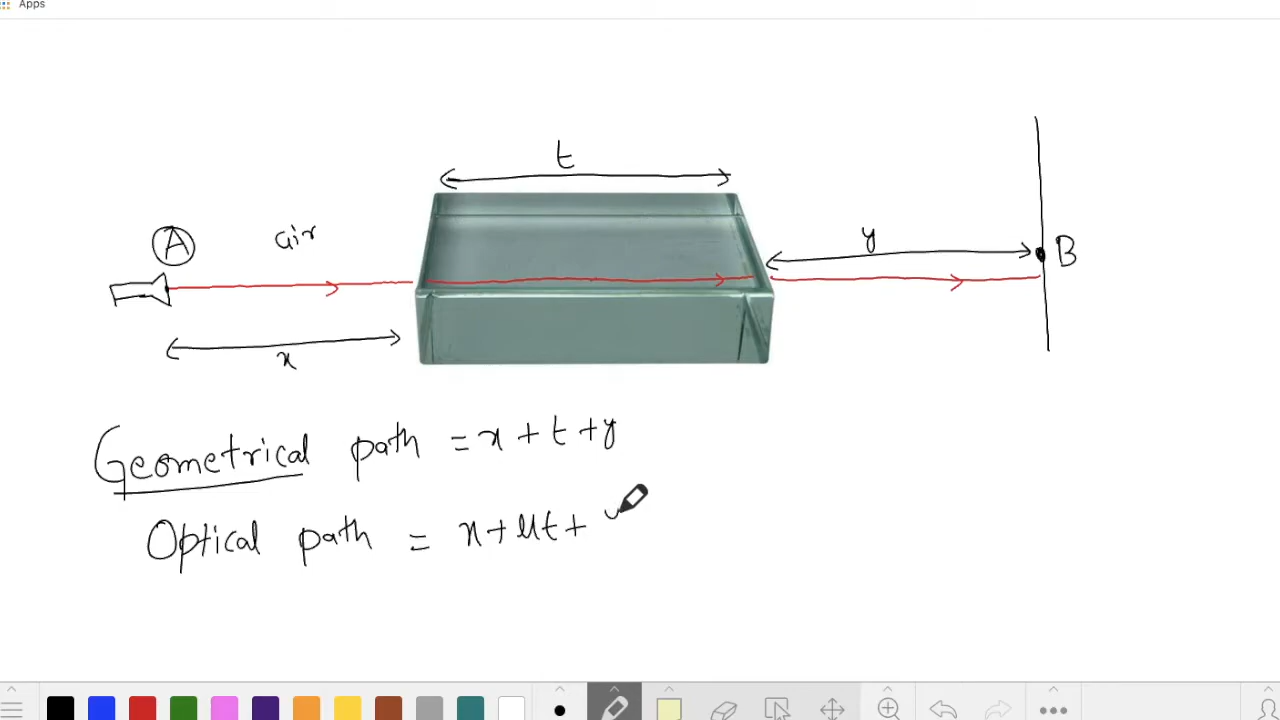 Apps
t
A air
y
B
x
Geometrical path = x + t + y
Optical path = x + μt +